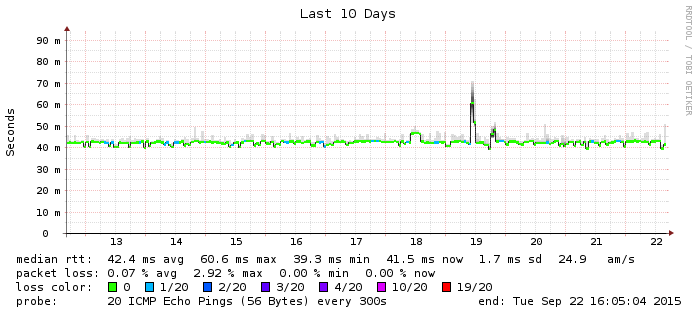 Last 10 Days
RRDTOOL / TOBI OETIKER
Seconds
90 m
80 m
70 m
60 m
50 m
40 m
30 m
20 m
10 m
0
13 14 15 16 17 18 19 20 21 22
median rtt: 42.4 ms avg 60.6 ms max 39.3 ms min 41.5 ms now 1.7 ms sd 24.9 am/s
packet loss: 0.07 % avg 2.92 % max 0.00 % min 0.00 % now
loss color: 0 1/20 2/20 3/20 4/20 10/20 19/20
probe: 20 ICMP Echo Pings (56 Bytes) every 300s end: Tue Sep 22 16:05:04 2015